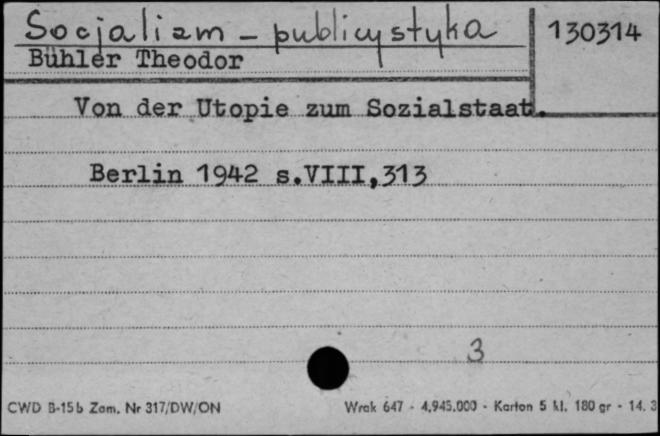 Socjalizm - publicystyka
130314
Bühler Theodor
Von der Utopie zum Sozialstaat.
Berlin 1942 s.VIII,313
3
CWD B-15b Zam. Nr 317/DW/ON
Wrak 647 - 4,945.000 - Karton 5 kl. 180 gr - 14. 3